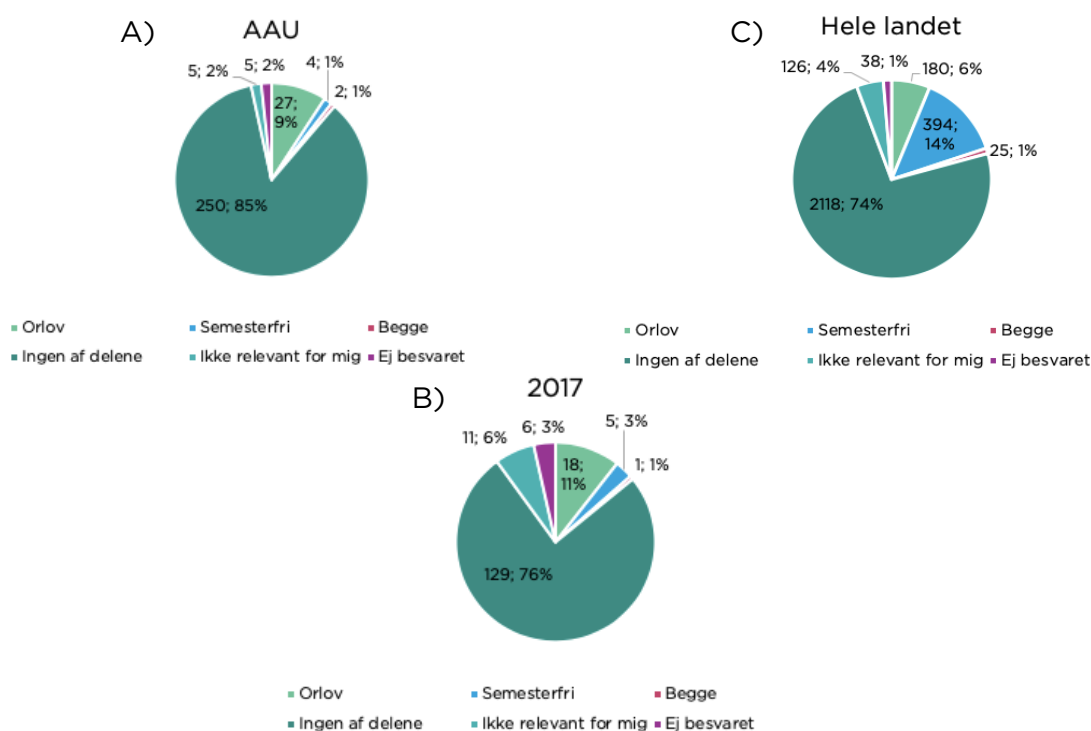 A)
AAU
5; 2%
5; 2%
4; 1%
2; 1%
27;
9%
250; 85%
Orlov
Semesterfri
Begge
Ingen af delene
Ikke relevant for mig
Ej besvaret
C)
Hele landet
126; 4%
38; 1%
180; 6%
394;
14%
25; 1%
2118; 74%
Orlov
Semesterfri
Begge
Ingen af delene
Ikke relevant for mig
Ej besvaret
B)
2017
11; 6%
6; 3%
5; 3%
1; 1%
18;
11%
129; 76%
Orlov
Semesterfri
Begge
Ingen af delene
Ikke relevant for mig
Ej besvaret